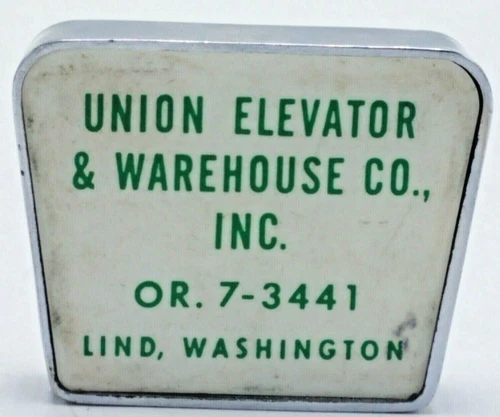 UNION ELEVATOR
& WAREHOUSE CO.,
INC.
OR. 7-3441
LIND, WASHINGTON